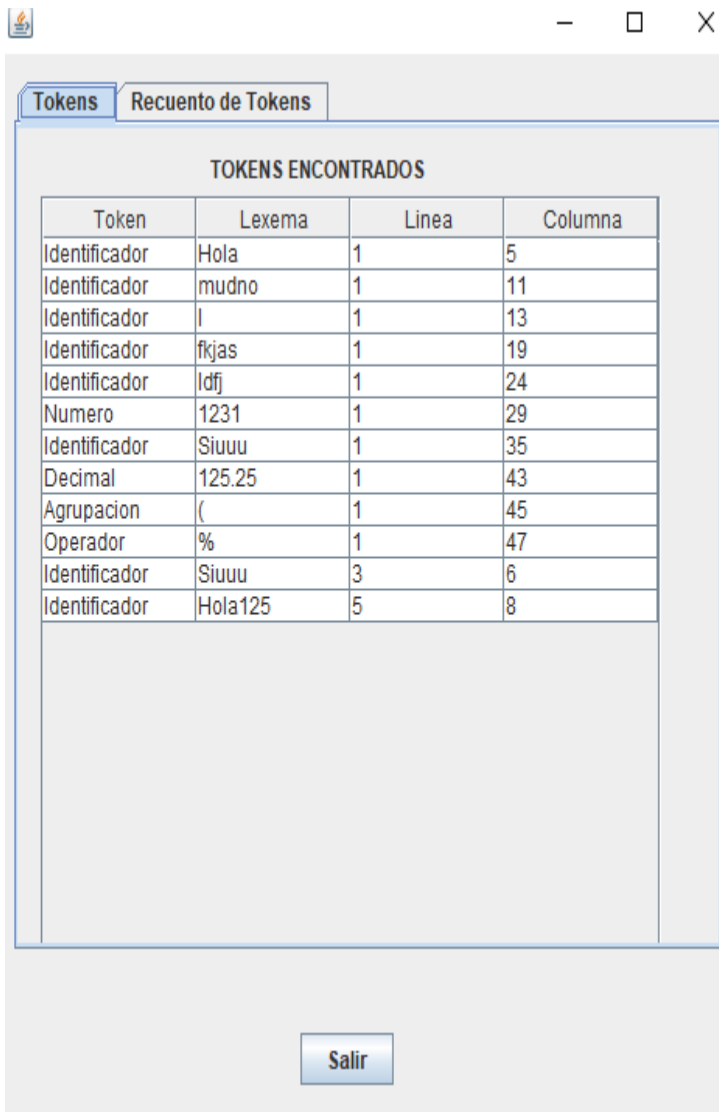 Tokens Recuento de Tokens
TOKENS ENCONTRADOS
Token Lexema Linea Columna
Identificador Hola 1 5
Identificador mudno 1 11
Identificador l 1 13
Identificador fkjas 1 19
Identificador ldfj 1 24
Numero 1231 1 29
Identificador Siuuu 1 35
Decimal 125.25 1 43
Agrupacion ( 1 45
Operador % 1 47
Identificador Siuuu 3 6
Identificador Hola125 5 8
Salir